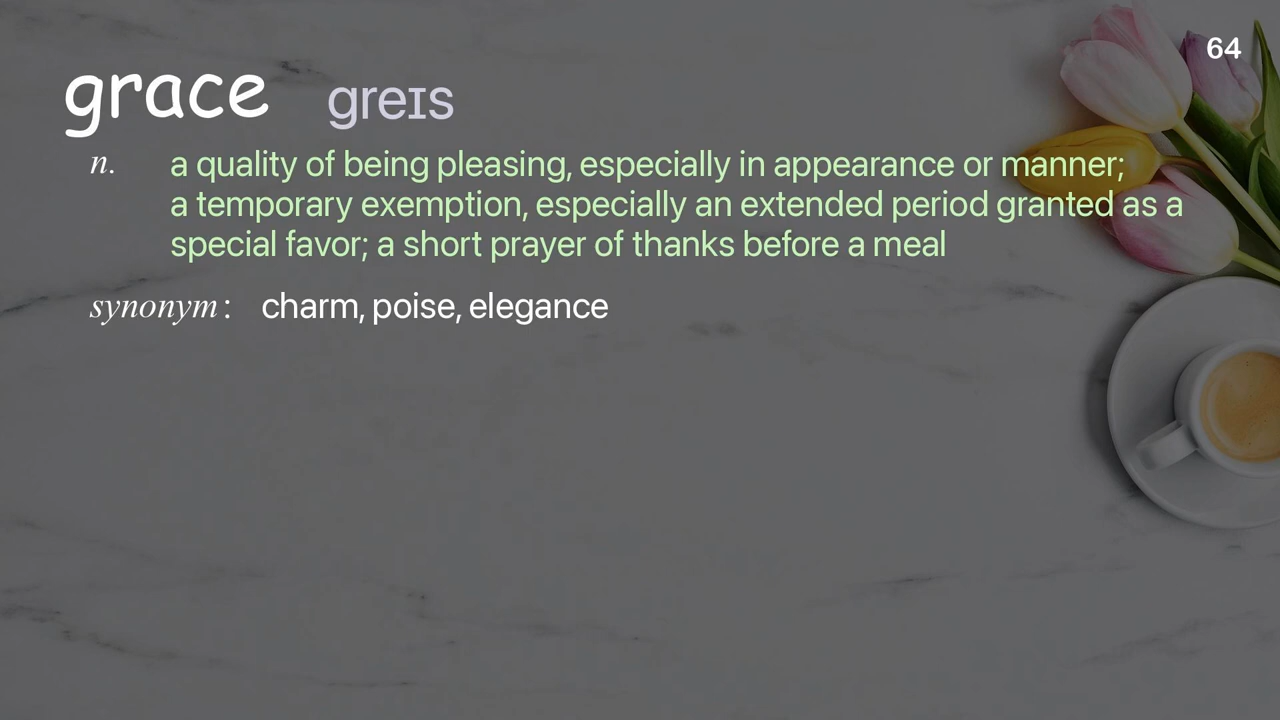 64
grace greɪs
n. a quality of being pleasing, especially in appearance or manner;
a temporary exemption, especially an extended period granted as a
special favor; a short prayer of thanks before a meal
synonym: charm, poise, elegance